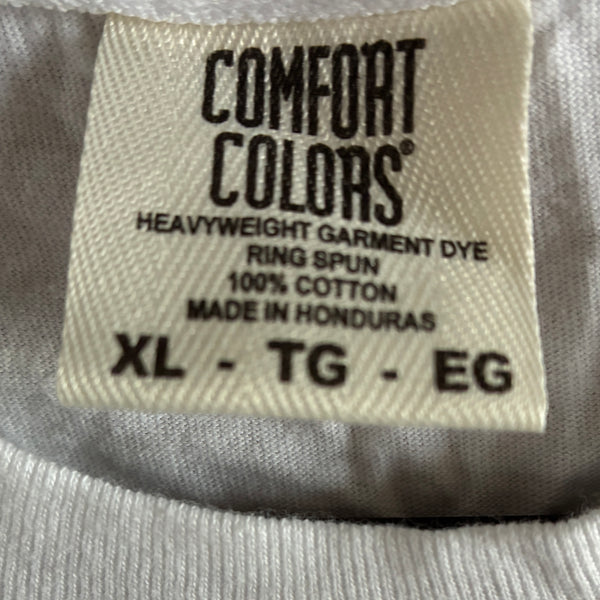 COMFORT
COLORS®
HEAVYWEIGHT GARMENT DYE
RING SPUN
100% COTTON
MADE IN HONDURAS
XL - TG - EG